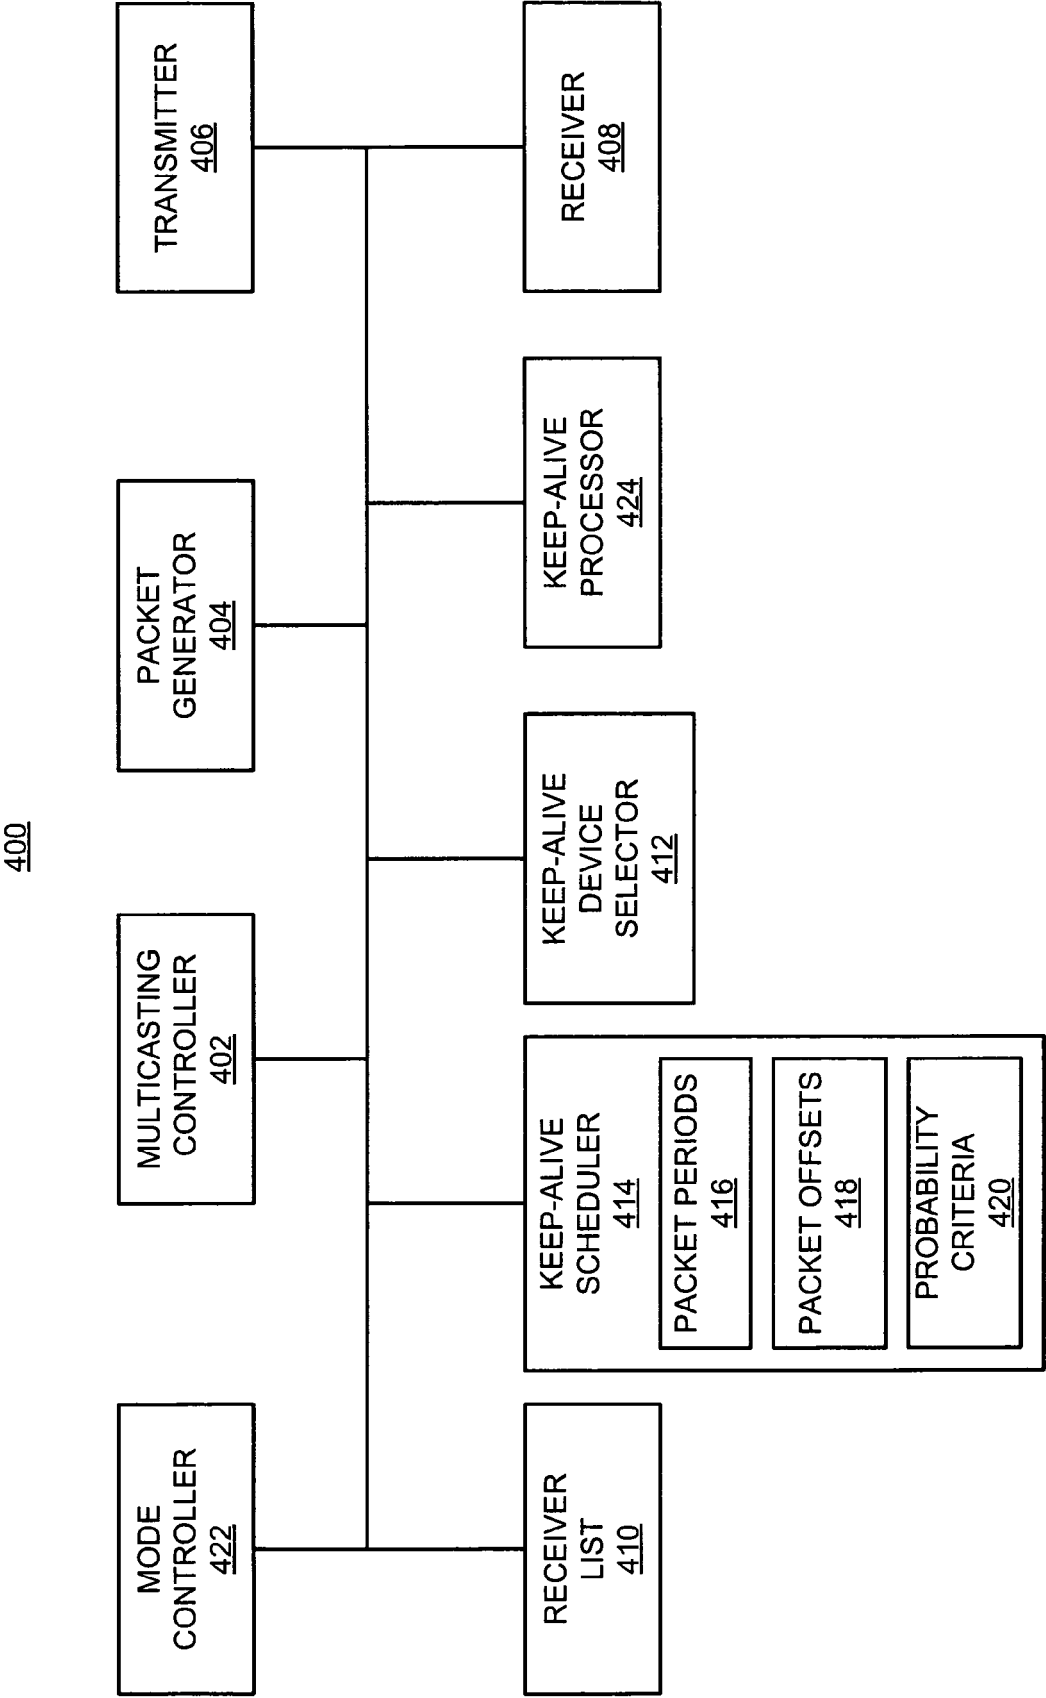 400
MODE
CONTROLLER
422
MULTICASTING
CONTROLLER
402
PACKET
GENERATOR
404
TRANSMITTER
406
RECEIVER
LIST
410
KEEP-ALIVE
SCHEDULER
414
PACKET PERIODS
416
PACKET OFFSETS
418
PROBABILITY
CRITERIA
420
KEEP-ALIVE
DEVICE
SELECTOR
412
KEEP-ALIVE
PROCESSOR
424
RECEIVER
408